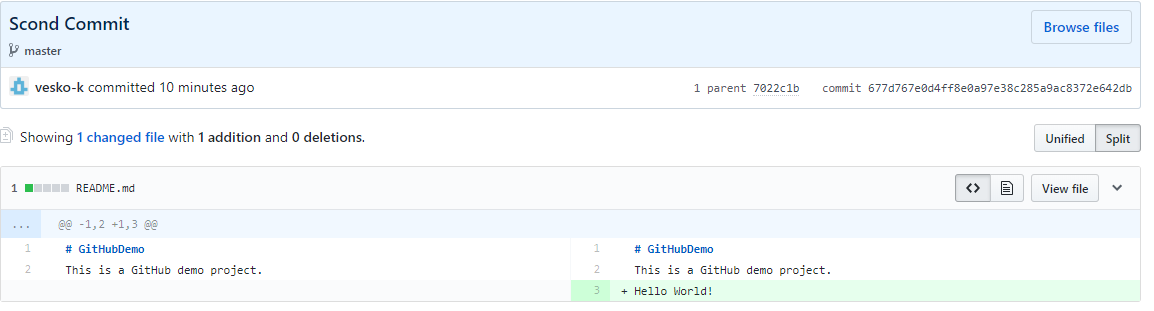 Scond Commit
Browse files
master
vesko-k committed 10 minutes ago
1 parent 7022c1b commit 677d767e0d4ff8e0a97e38c285a9ac8372e642db
Showing 1 changed file with 1 addition and 0 deletions.
Unified Split
1 README.md
<> View file
... @@ -1,2 +1,3 @@
1 # GitHubDemo 1 # GitHubDemo
2 This is a GitHub demo project. 2 This is a GitHub demo project.
3 + Hello World!